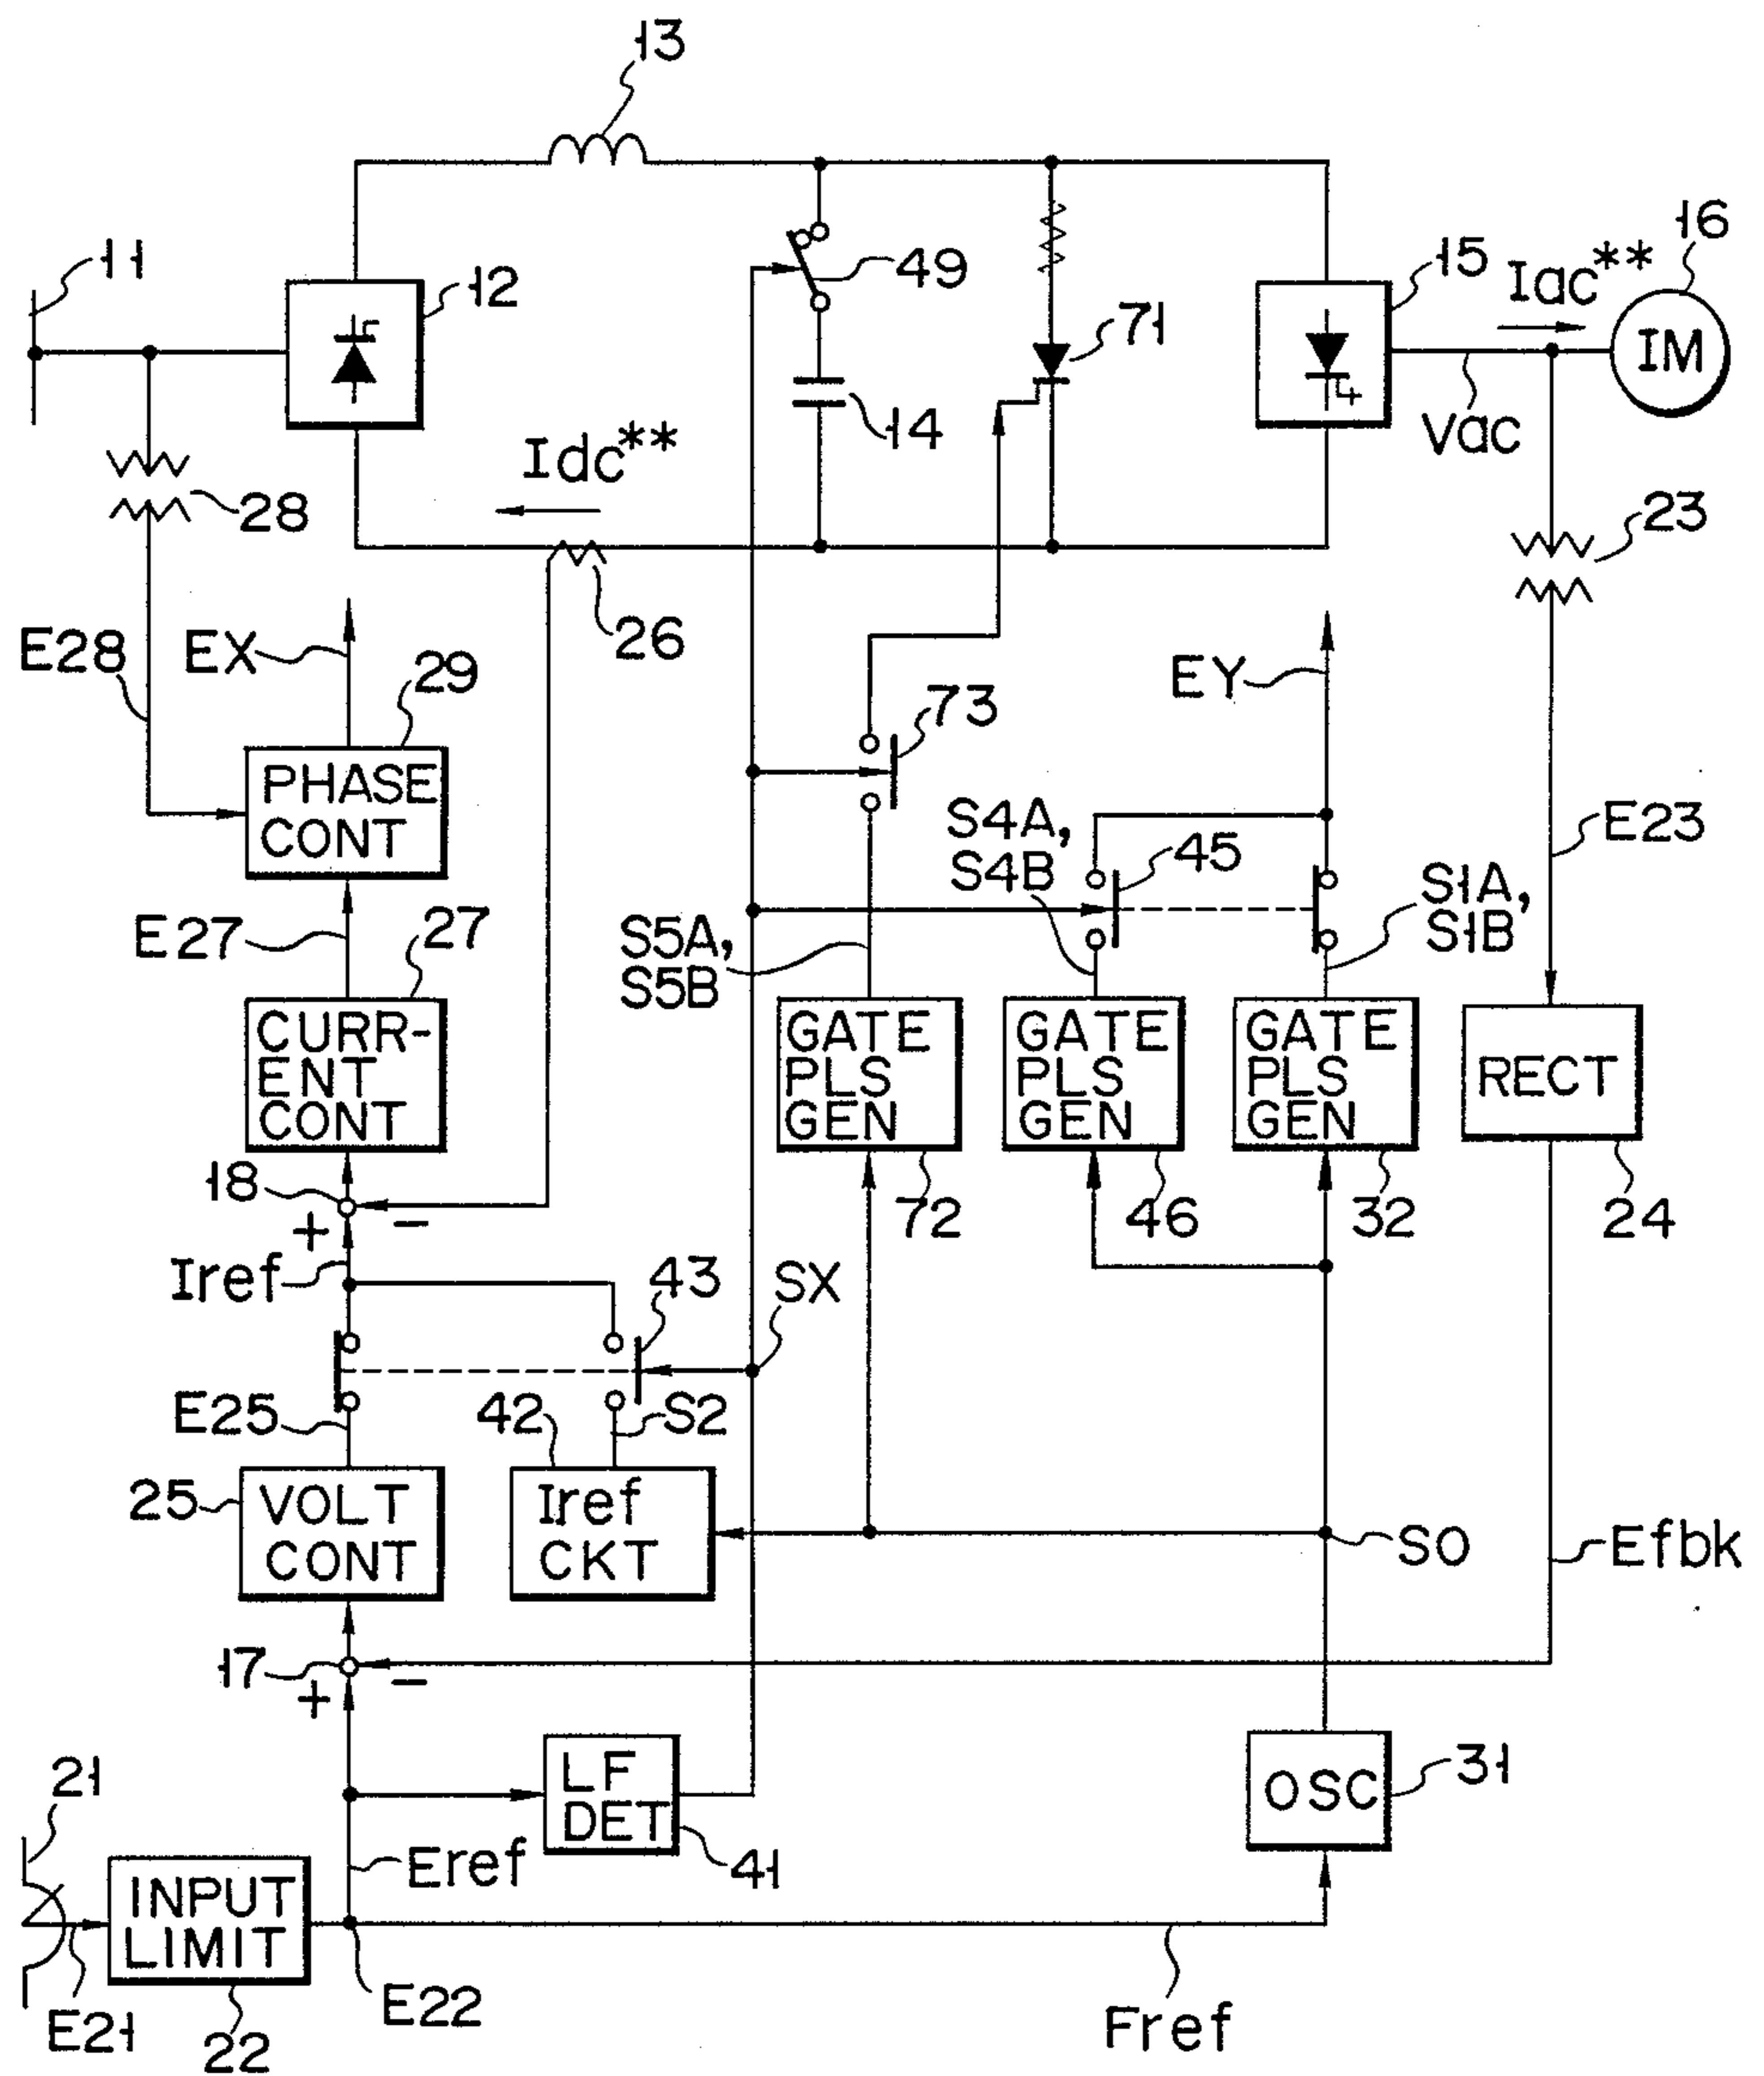 13
11
12
49
71
15
Iac**
16
IM
Vac
14
Idc**
28
23
26
E28
EX
29
EY
73
PHASE
CONT
S4A,
S4B
45
E23
S1A,
S1B
E27
27
S5A,
S5B
CURR-
ENT
CONT
GATE
PLS
GEN
GATE
PLS
GEN
GATE
PLS
GEN
RECT
18
+
-
72
46
32
24
Iref
43
SX
E25
42
S2
25
VOLT
CONT
Iref
CKT
SO
Efbk
17
+
-
21
LF
DET
OSC
31
Eref
41
INPUT
LIMIT
E21
22
E22
Fref